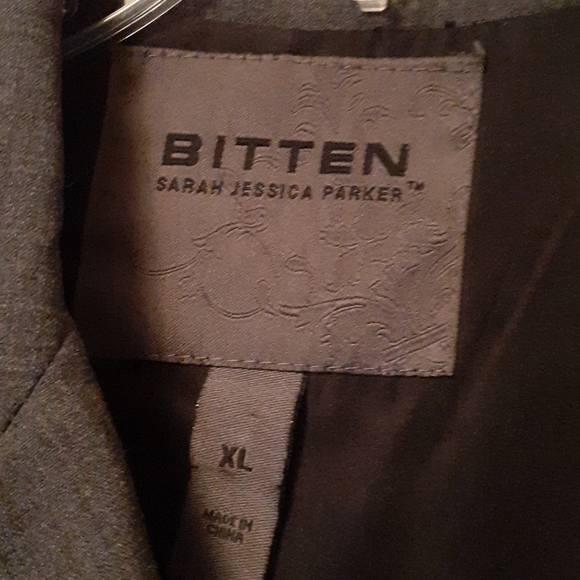 BITTEN
SARAH JESSICA PARKER™
XL
MADE IN
CHINA